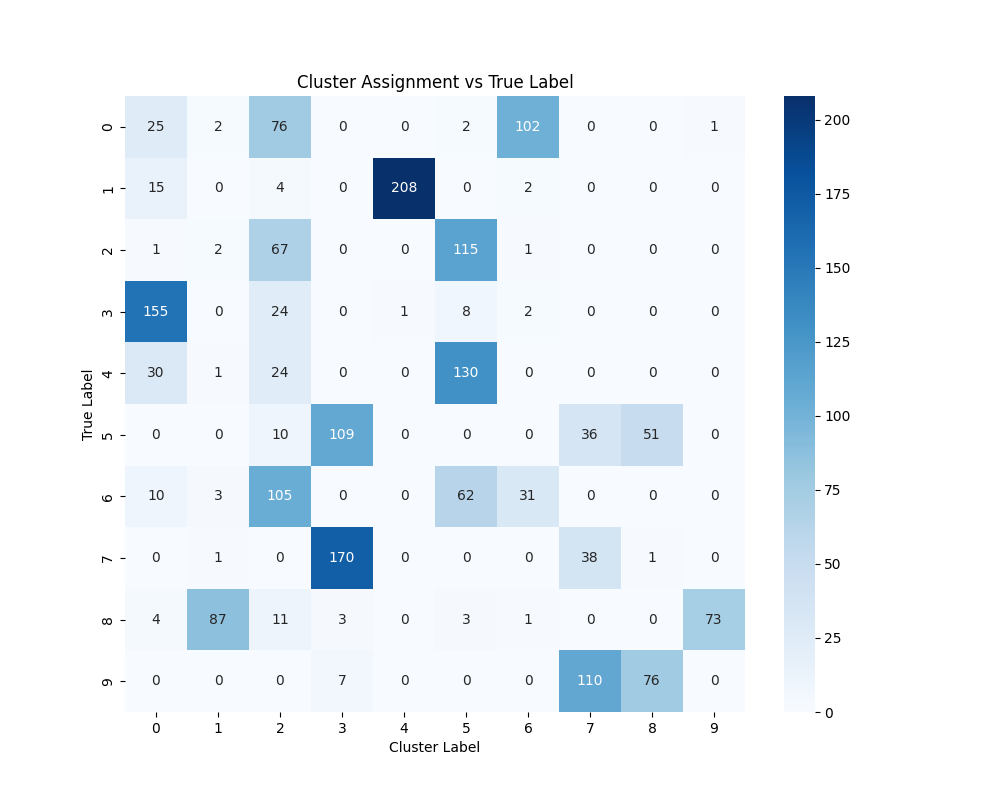 Cluster Assignment vs True Label
0 25 2 76 0 0 2 102 0 0 1
1 15 0 4 0 208 0 2 0 0 0
2 1 2 67 0 0 115 1 0 0 0
3 155 0 24 0 1 8 2 0 0 0
4 30 1 24 0 0 130 0 0 0 0
5 0 0 10 109 0 0 0 36 51 0
6 10 3 105 0 0 62 31 0 0 0
7 0 1 0 170 0 0 0 38 1 0
8 4 87 11 3 0 3 1 0 0 73
9 0 0 0 7 0 0 0 110 76 0
0 1 2 3 4 5 6 7 8 9
Cluster Label
True Label
200
175
150
125
100
75
50
25
0